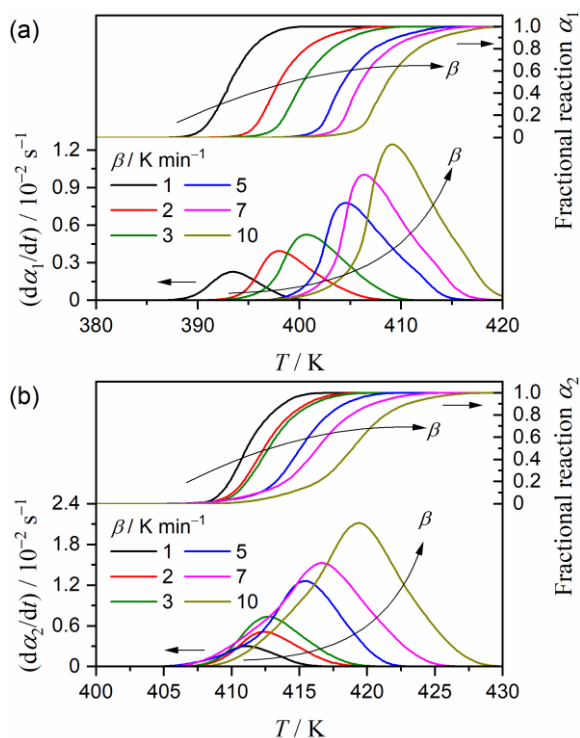 (a)
1.0
0.8
0.6
0.4
0.2
0
Fractional reaction α₁
β
1.2
0.9
0.6
0.3
0
(dα₁/dt) / 10⁻² s⁻¹
β / K min⁻¹
1 5
2 7
3 10
β
380 390 400 410 420
T / K
(b)
1.0
0.8
0.6
0.4
0.2
0
Fractional reaction α₂
β
2.4
1.8
1.2
0.6
0
(dα₂/dt) / 10⁻² s⁻¹
β / K min⁻¹
1 5
2 7
3 10
β
400 405 410 415 420 425 430
T / K